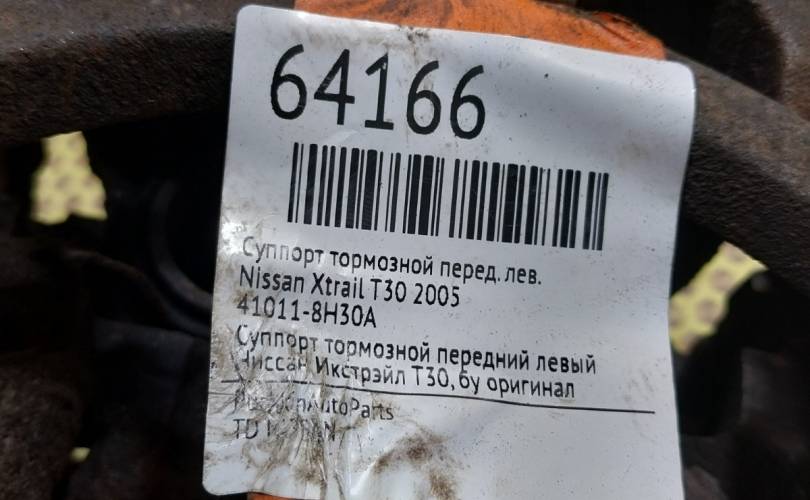 64166
Суппорт тормозной перед. лев.
Nissan Xtrail T30 2005
41011-8H30A
Суппорт тормозной передний левый
Ниссан Икстрэйл Т30, бу оригинал
TD